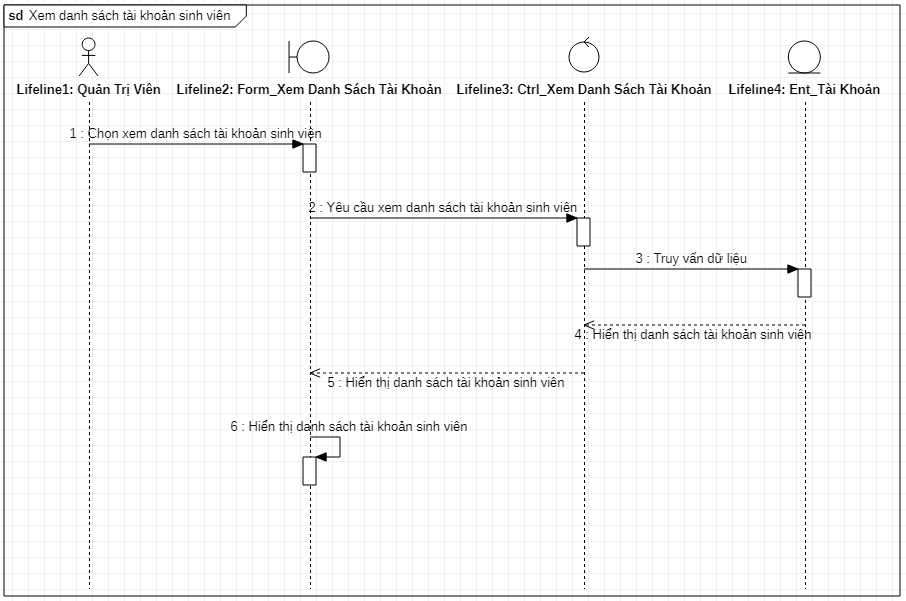 sd Xem danh sách tài khoản sinh viên
Lifeline1: Quản Trị Viên
Lifeline2: Form_Xem Danh Sách Tài Khoản
Lifeline3: Ctrl_Xem Danh Sách Tài Khoản
Lifeline4: Ent_Tài Khoản
1 : Chọn xem danh sách tài khoản sinh viên
2 : Yêu cầu xem danh sách tài khoản sinh viên
3 : Truy vấn dữ liệu
4 : Hiển thị danh sách tài khoản sinh viên
5 : Hiển thị danh sách tài khoản sinh viên
6 : Hiển thị danh sách tài khoản sinh viên